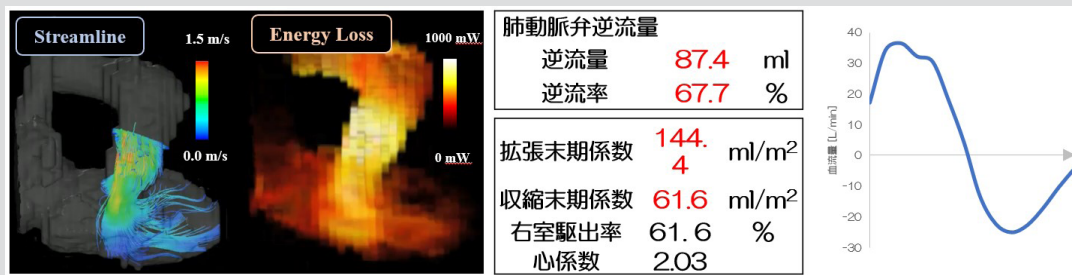 Streamline
1.5 m/s
0.0 m/s
Energy Loss
1000 mW
0 mW
肺動脈弁逆流量
逆流量 87.4 ml
逆流率 67.7 %
拡張末期係数 144.4 ml/m²
収縮末期係数 61.6 ml/m²
右室駆出率 61.6 %
心係数 2.03
血流量 [L/min]
40
30
20
10
0
-10
-20
-30